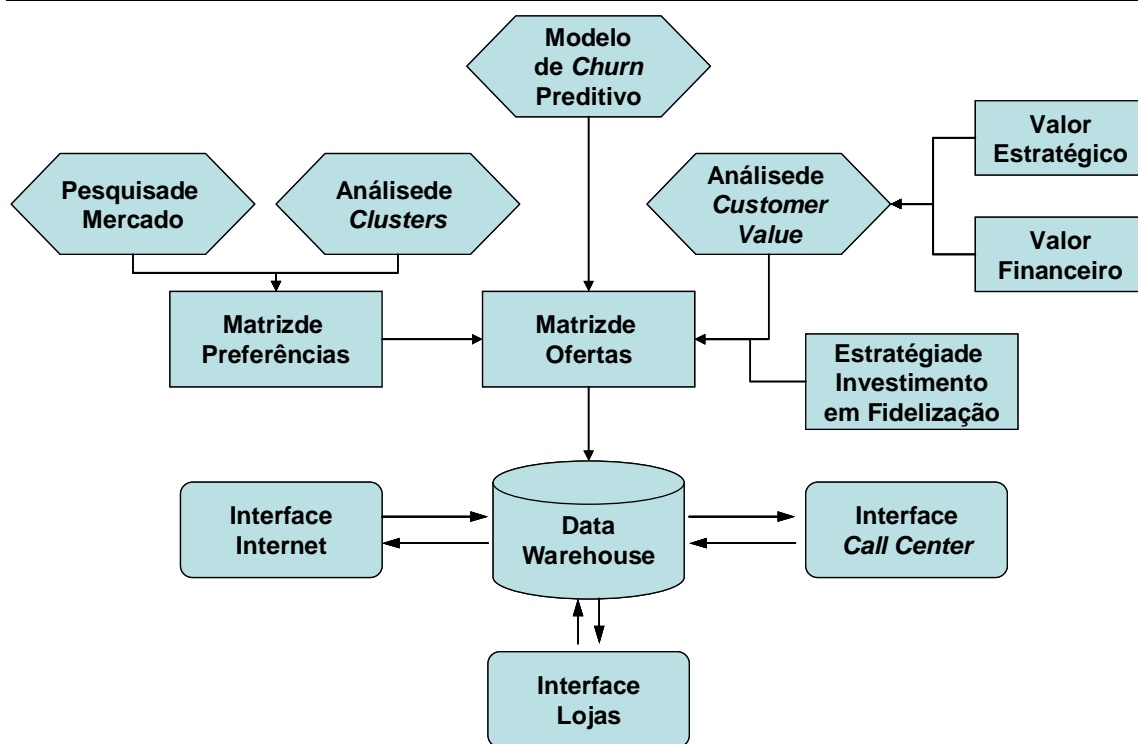 Modelo
de Churn
Preditivo
Valor
Estratégico
Pesquisade
Mercado
Análisede
Clusters
Análisede
Customer
Value
Valor
Financeiro
Matrizde
Preferências
Matrizde
Ofertas
Estratégiade
Investimento
em Fidelização
Interface
Internet
Data
Warehouse
Interface
Call Center
Interface
Lojas